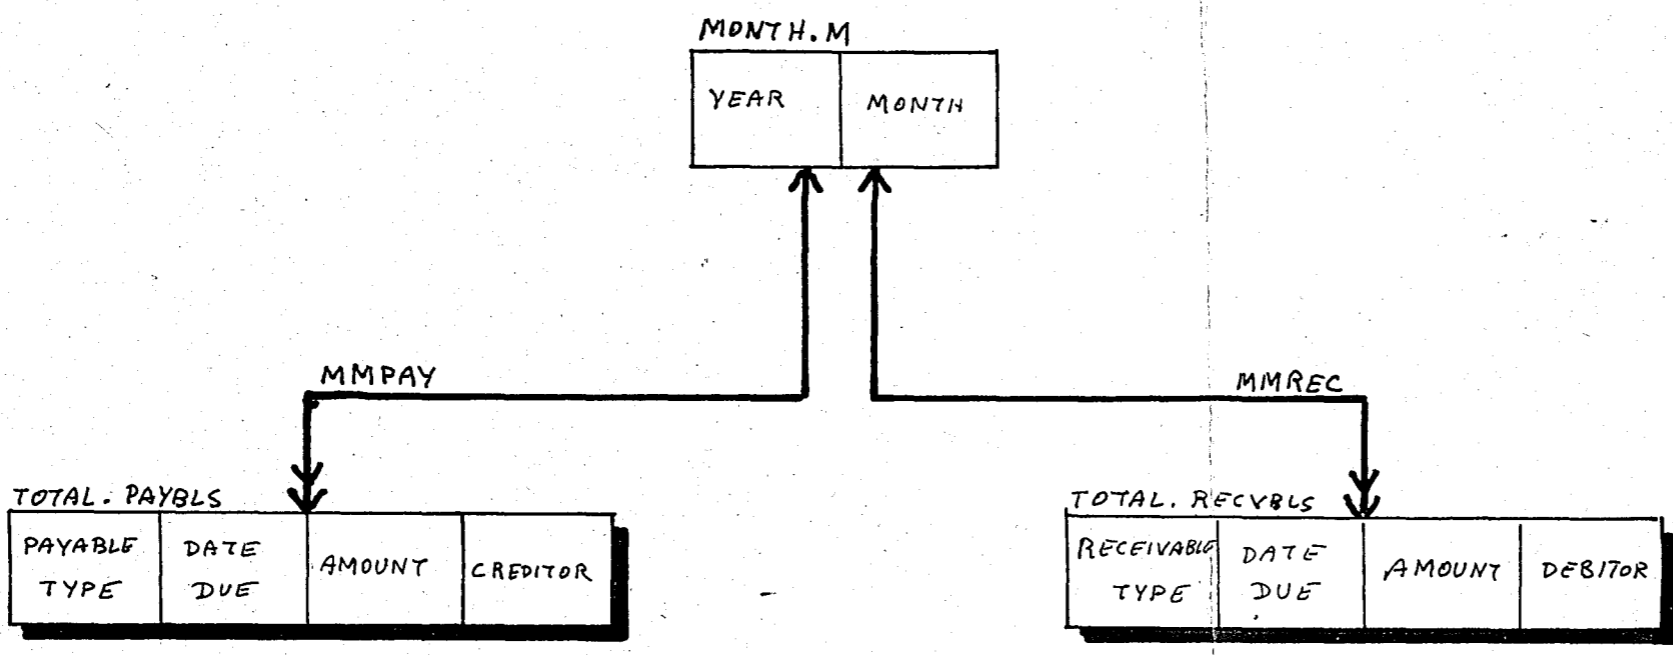 MONTH.M
YEAR MONTH
MMPAY
MMREC
TOTAL. PAYBLS
PAYABLE TYPE
DATE DUE
AMOUNT
CREDITOR
TOTAL. RECVBLS
RECEIVABLE TYPE
DATE DUE
AMOUNT
DEBITOR